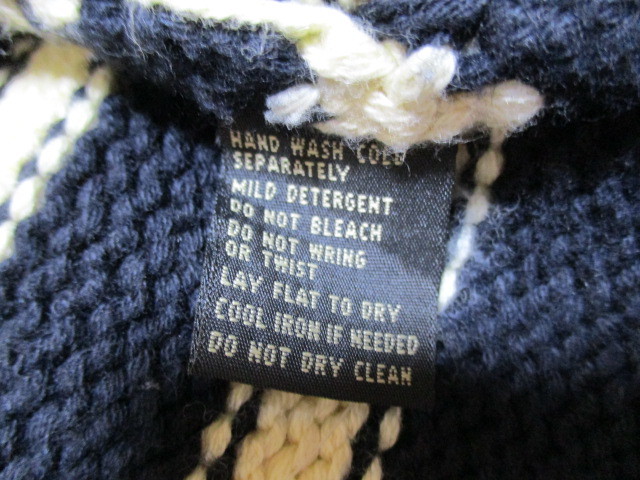 HAND WASH COLD
SEPARATELY
MILD DETERGENT
DO NOT BLEACH
DO NOT WRING
OR TWIST
LAY FLAT TO DRY
COOL IRON IF NEEDED
DO NOT DRY CLEAN